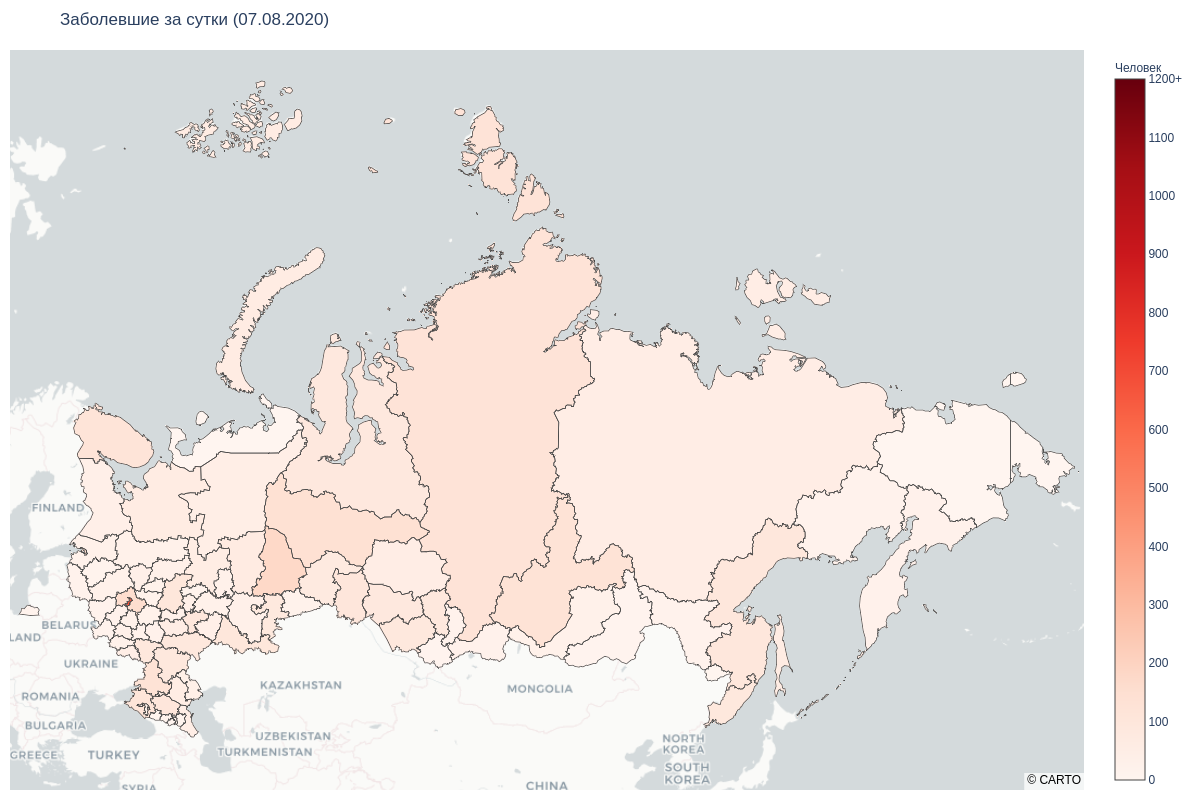 Заболевшие за сутки (07.08.2020)
Человек
1200+
1100
1000
900
800
700
600
500
400
300
200
100
0
FINLAND
BELARUS
LAND
UKRAINE
ROMANIA
BULGARIA
GREECE
TURKEY
SYRIA
KAZAKHSTAN
UZBEKISTAN
TURKMENISTAN
MONGOLIA
CHINA
NORTH
KOREA
SOUTH
KOREA
© CARTO